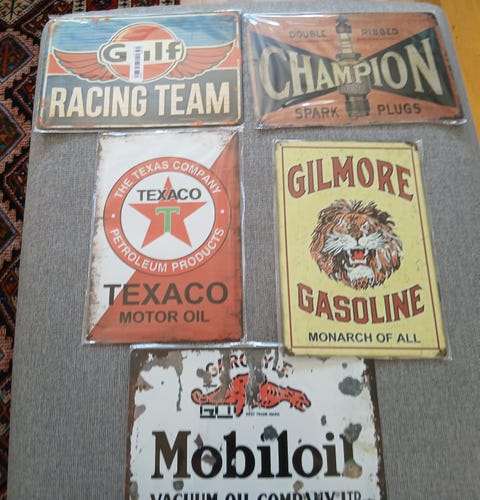 Gulf
RACING TEAM
DOUBLE RIBBED
CHAMPION
SPARK PLUGS
THE TEXAS COMPANY
TEXACO
T
PETROLEUM PRODUCTS
TEXACO
MOTOR OIL
GILMORE
GASOLINE
MONARCH OF ALL
Mobiloil
VACUUM OIL COMPANY LTD